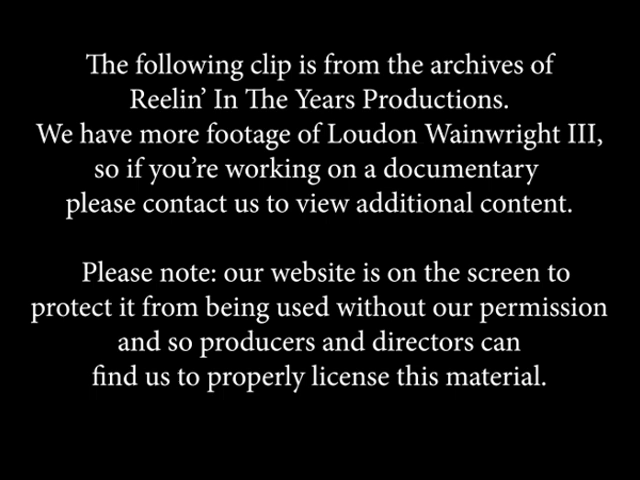 The following clip is from the archives of
Reelin’ In The Years Productions.
We have more footage of Loudon Wainwright III,
so if you’re working on a documentary
please contact us to view additional content.
Please note: our website is on the screen to
protect it from being used without our permission
and so producers and directors can
find us to properly license this material.